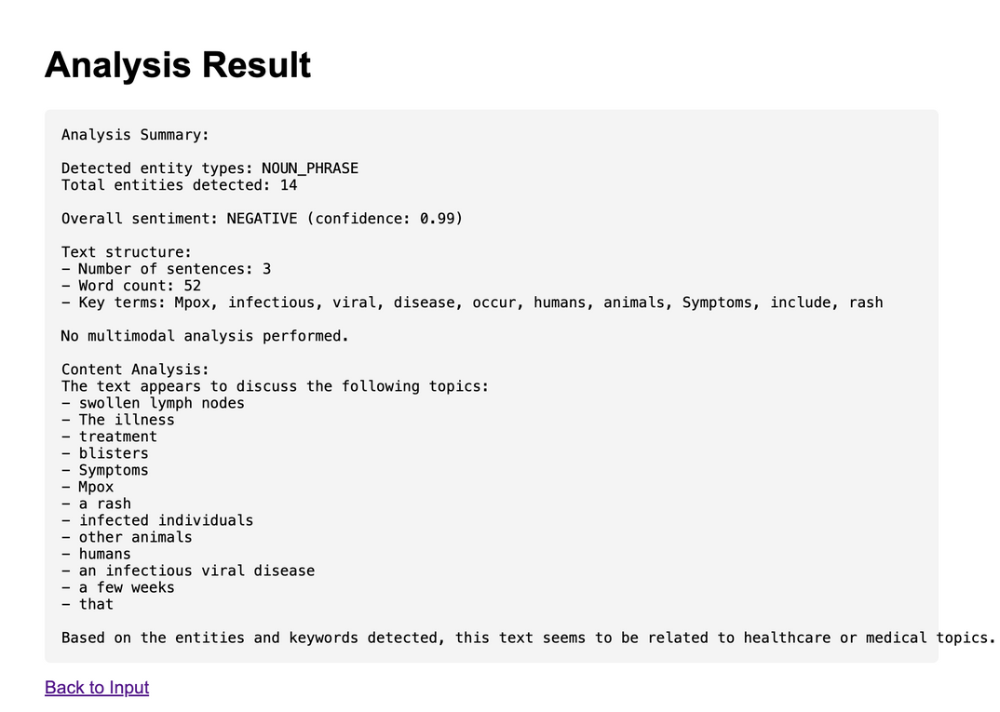 Analysis Result
Analysis Summary:
Detected entity types: NOUN_PHRASE
Total entities detected: 14
Overall sentiment: NEGATIVE (confidence: 0.99)
Text structure:
– Number of sentences: 3
– Word count: 52
– Key terms: Mpox, infectious, viral, disease, occur, humans, animals, Symptoms, include, rash
No multimodal analysis performed.
Content Analysis:
The text appears to discuss the following topics:
– swollen lymph nodes
– The illness
– treatment
– blisters
– Symptoms
– Mpox
– a rash
– infected individuals
– other animals
– humans
– an infectious viral disease
– a few weeks
– that
Based on the entities and keywords detected, this text seems to be related to healthcare or medical topics.
Back to Input